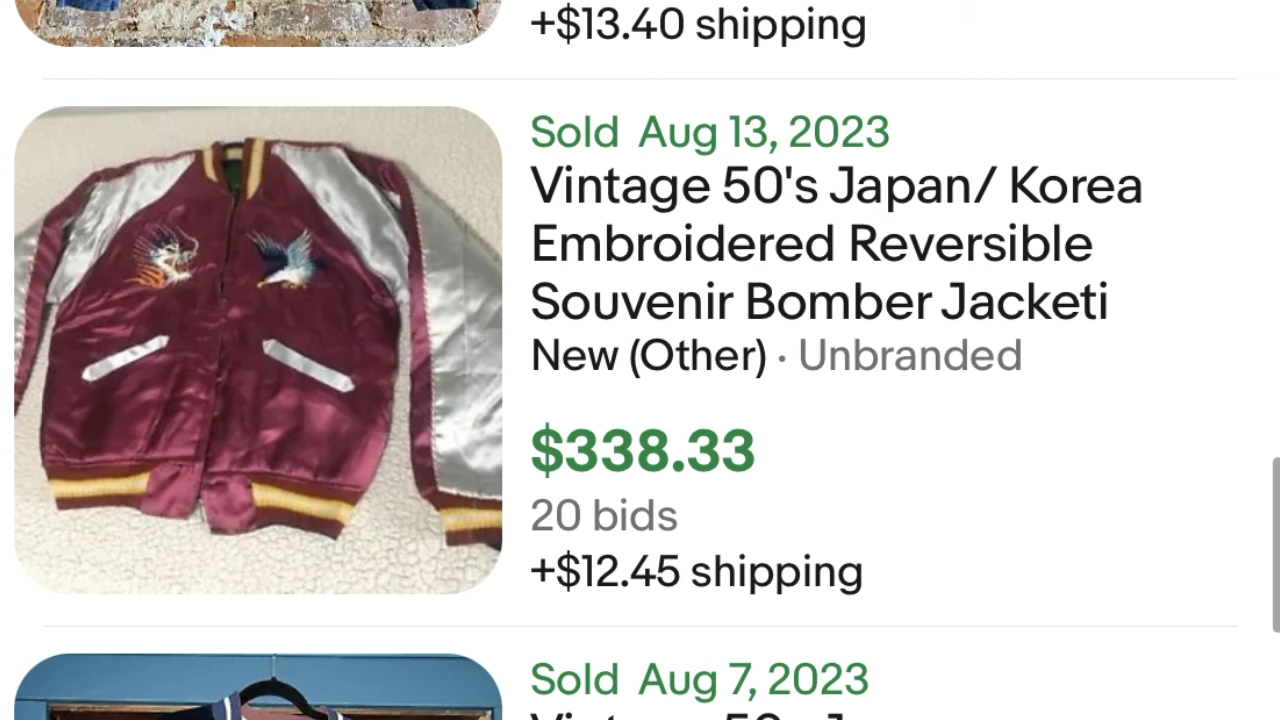 +$13.40 shipping
Sold Aug 13, 2023
Vintage 50's Japan/ Korea
Embroidered Reversible
Souvenir Bomber Jacketi
New (Other) · Unbranded
$338.33
20 bids
+$12.45 shipping
Sold Aug 7, 2023